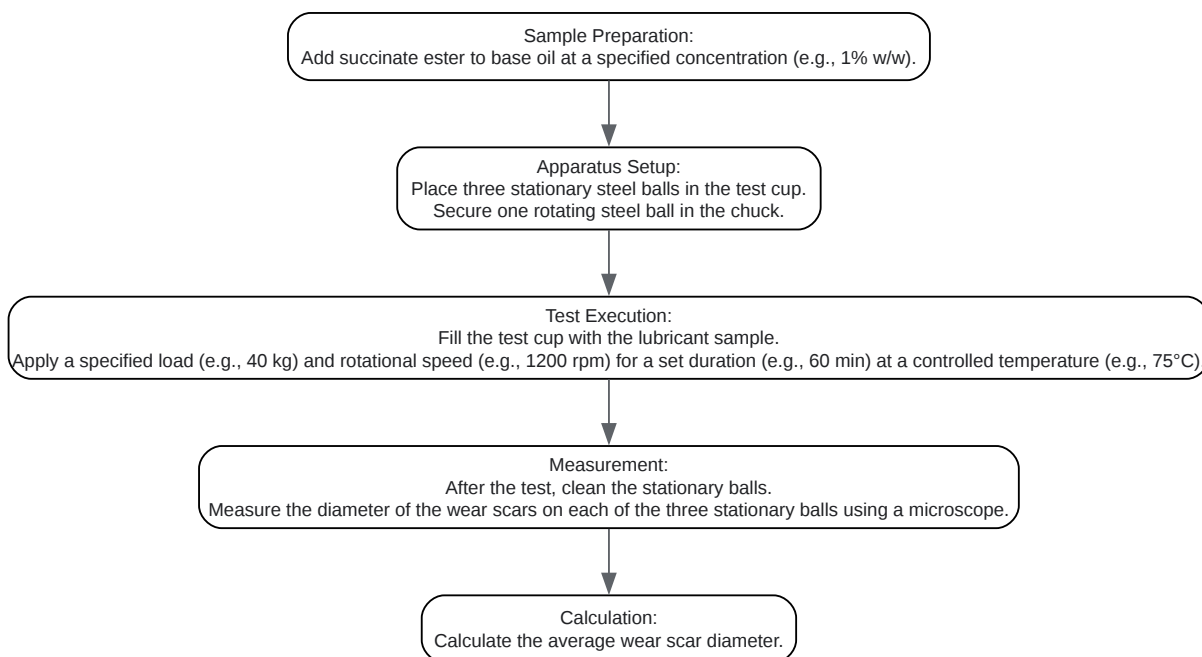 Sample Preparation:
Add succinate ester to base oil at a specified concentration (e.g., 1% w/w).
Apparatus Setup:
Place three stationary steel balls in the test cup.
Secure one rotating steel ball in the chuck.
Test Execution:
Fill the test cup with the lubricant sample.
Apply a specified load (e.g., 40 kg) and rotational speed (e.g., 1200 rpm) for a set duration (e.g., 60 min) at a controlled temperature (e.g., 75°C)
Measurement:
After the test, clean the stationary balls.
Measure the diameter of the wear scars on each of the three stationary balls using a microscope.
Calculation:
Calculate the average wear scar diameter.